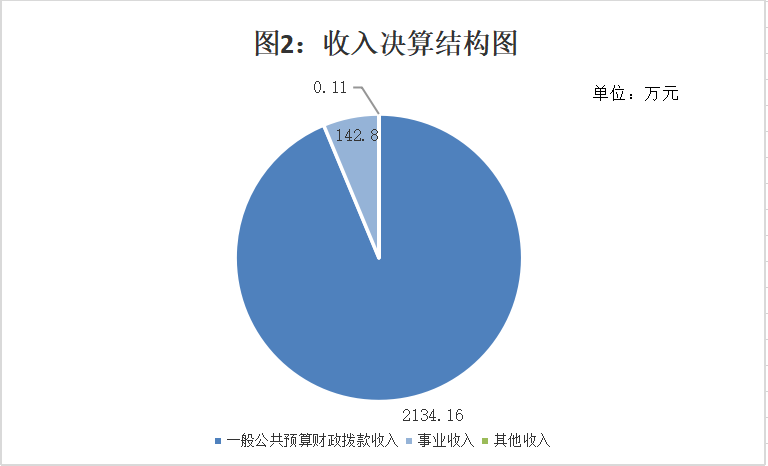 图2：收入决算结构图
单位：万元
0.11
142.8
2134.16
一般公共预算财政拨款收入 事业收入 其他收入